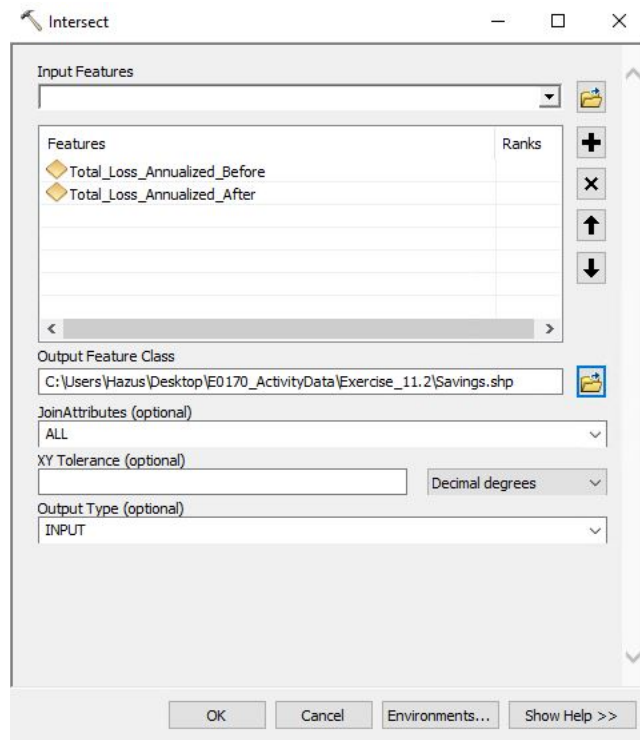 Intersect
Input Features
Features Ranks
Total_Loss_Annualized_Before
Total_Loss_Annualized_After
Output Feature Class
C:\Users\Hazus\Desktop\E0170_ActivityData\Exercise_11.2\Savings.shp
JoinAttributes (optional)
ALL
XY Tolerance (optional)
Decimal degrees
Output Type (optional)
INPUT
OK Cancel Environments... Show Help >>